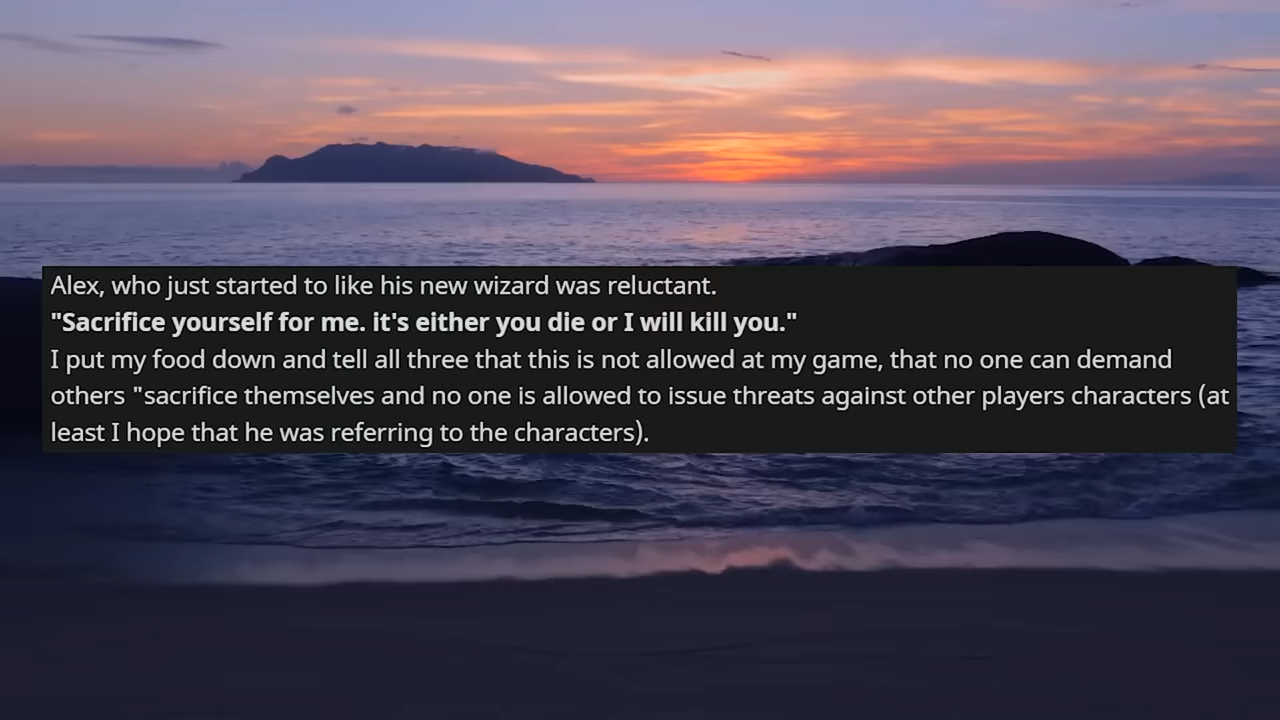 Alex, who just started to like his new wizard was reluctant.
"Sacrifice yourself for me. it's either you die or I will kill you."
I put my food down and tell all three that this is not allowed at my game, that no one can demand
others "sacrifice themselves and no one is allowed to issue threats against other players characters (at
least I hope that he was referring to the characters).